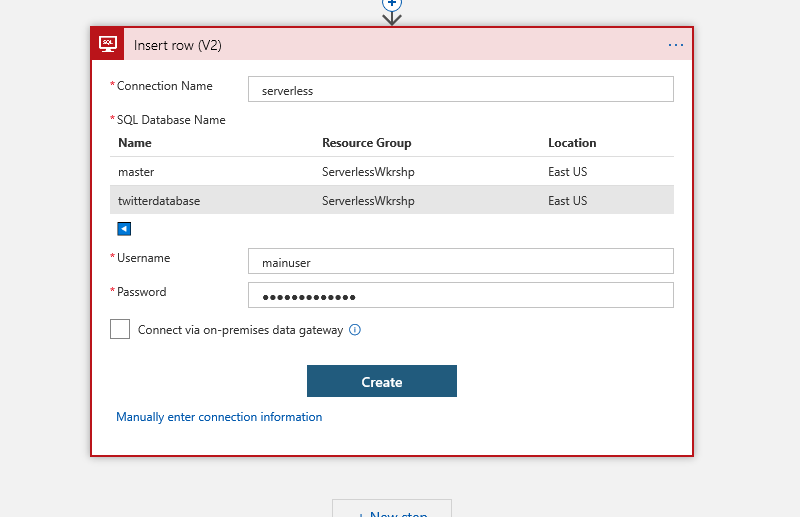 SQL
Insert row (V2)
...
*Connection Name
serverless
*SQL Database Name
Name Resource Group Location
master ServerlessWkrshp East US
twitterdatabase ServerlessWkrshp East US
*Username
mainuser
*Password
●●●●●●●●●●●●●
Connect via on-premises data gateway
Create
Manually enter connection information
+ New step